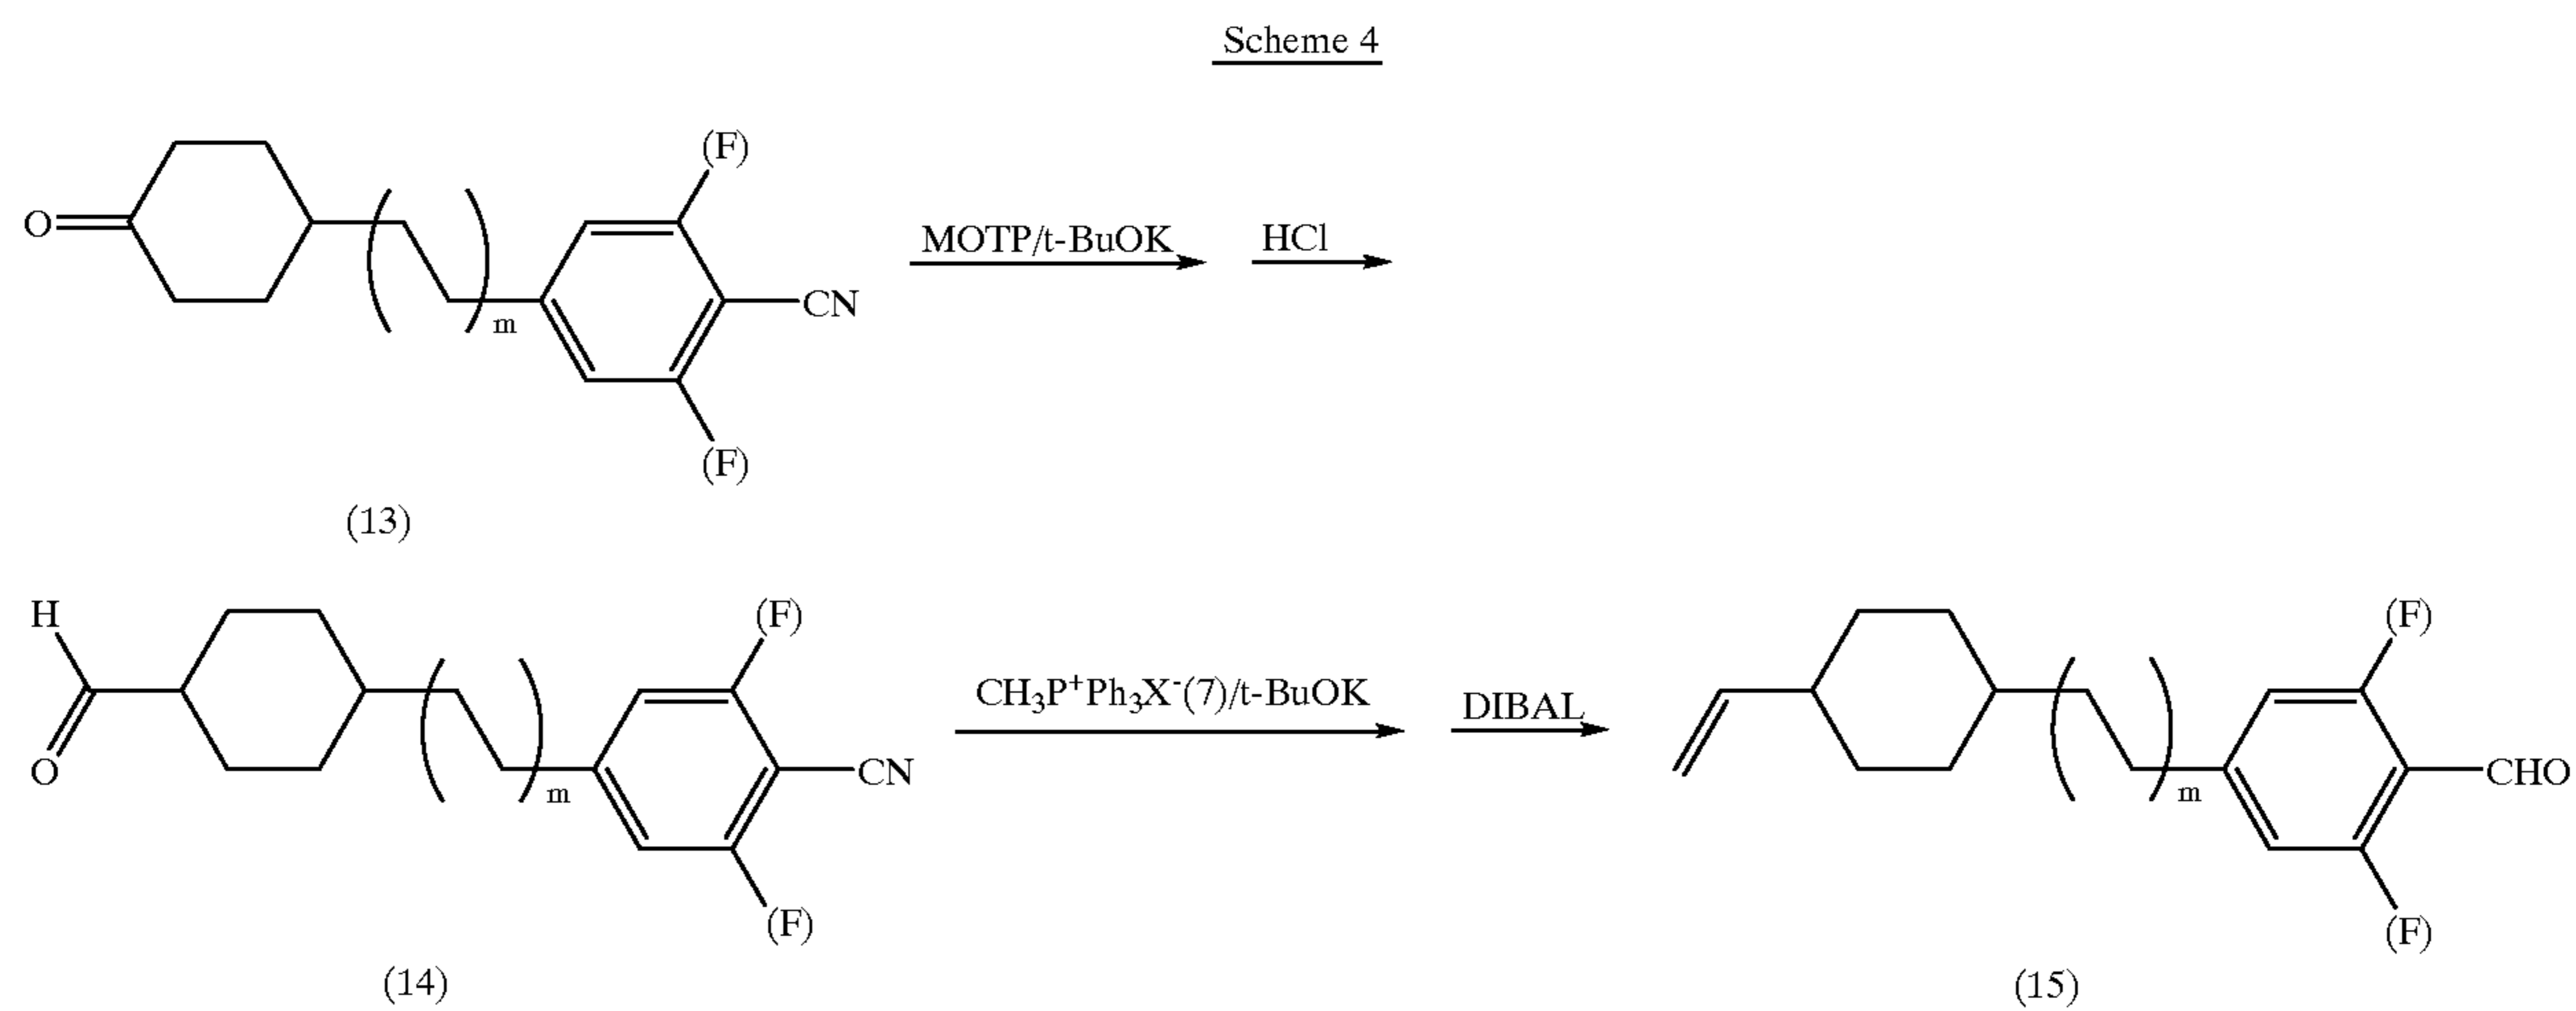 Scheme 4
(F)
O
MOTP/t-BuOK HCl
CN
m
(F)
(13)
H (F) (F)
CH₃P⁺Ph₃X⁻(7)/t-BuOK DIBAL
O CN CHO
m m
(F) (F)
(14) (15)